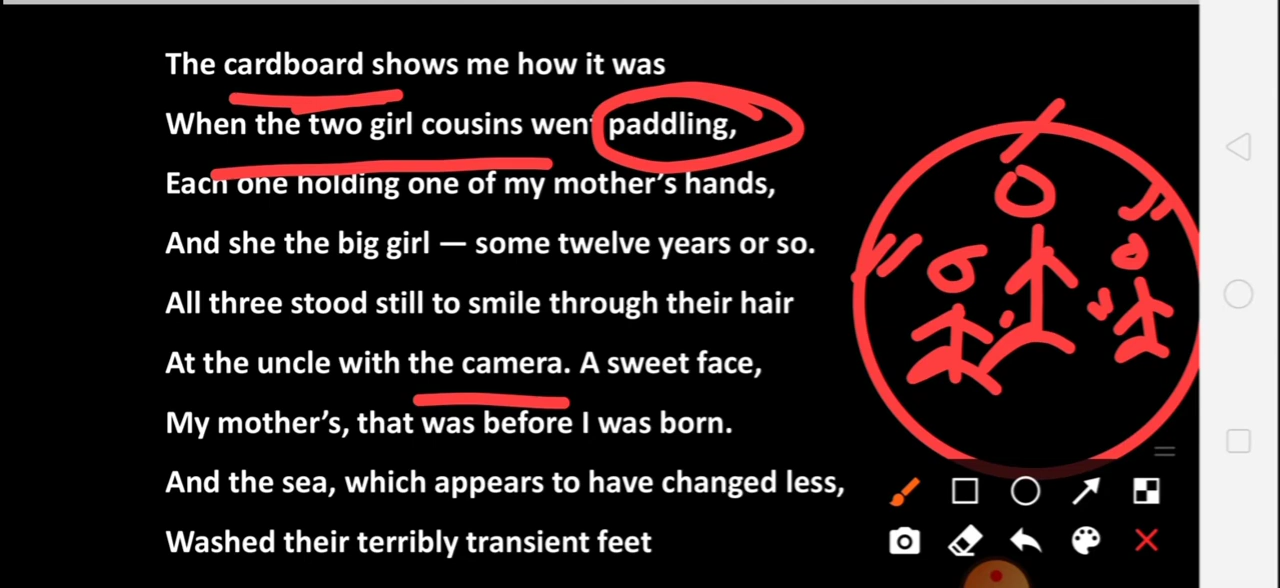 The cardboard shows me how it was
When the two girl cousins went paddling,
Each one holding one of my mother's hands,
And she the big girl — some twelve years or so.
All three stood still to smile through their hair
At the uncle with the camera. A sweet face,
My mother's, that was before I was born.
And the sea, which appears to have changed less,
Washed their terribly transient feet